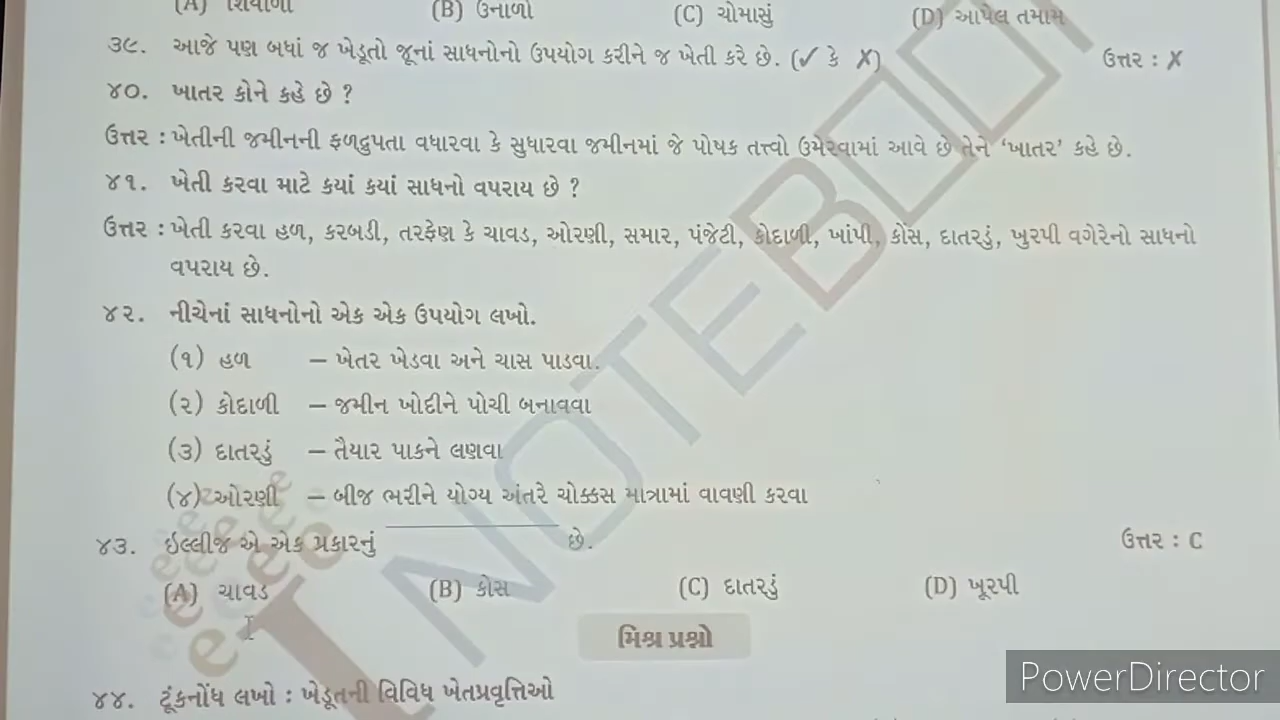 (A) શિયાળો (B) ઉનાળો (C) ચોમાસું (D) આપેલ તમામ
૩૯. આજે પણ બધાં જ ખેડૂતો જૂનાં સાધનોનો ઉપયોગ કરીને જ ખેતી કરે છે. (✓ કે ✗) ઉત્તર : ✗
૪૦. ખાતર કોને કહે છે ?
ઉત્તર : ખેતીની જમીનની ફળદ્રુપતા વધારવા કે સુધારવા જમીનમાં જે પોષક તત્ત્વો ઉમેરવામાં આવે છે તેને ‘ખાતર’ કહે છે.
૪૧. ખેતી કરવા માટે કયાં કયાં સાધનો વપરાય છે ?
ઉત્તર : ખેતી કરવા હળ, કરબડી, તરફેણ કે ચાવડ, ઓરણી, સમાર, પંજેટી, કોદાળી, ખાંપી, કોસ, દાતરડું, ખુરપી વગેરેનો સાધનો
વપરાય છે.
૪૨. નીચેનાં સાધનોનો એક એક ઉપયોગ લખો.
(૧) હળ – ખેતર ખેડવા અને ચાસ પાડવા.
(૨) કોદાળી – જમીન ખોદીને પોચી બનાવવા
(૩) દાતરડું – તૈયાર પાકને લણવા
(૪) ઓરણી – બીજ ભરીને યોગ્ય અંતરે ચોક્કસ માત્રામાં વાવણી કરવા
૪૩. ઇલ્લીજ એ એક પ્રકારનું ________ છે. ઉત્તર : C
(A) ચાવડ (B) કોસ (C) દાતરડું (D) ખૂરપી
મિશ્ર પ્રશ્નો
૪૪. ટૂંકનોંધ લખો : ખેડૂતની વિવિધ ખેતપ્રવૃત્તિઓ
NOTEBOOK
PowerDirector